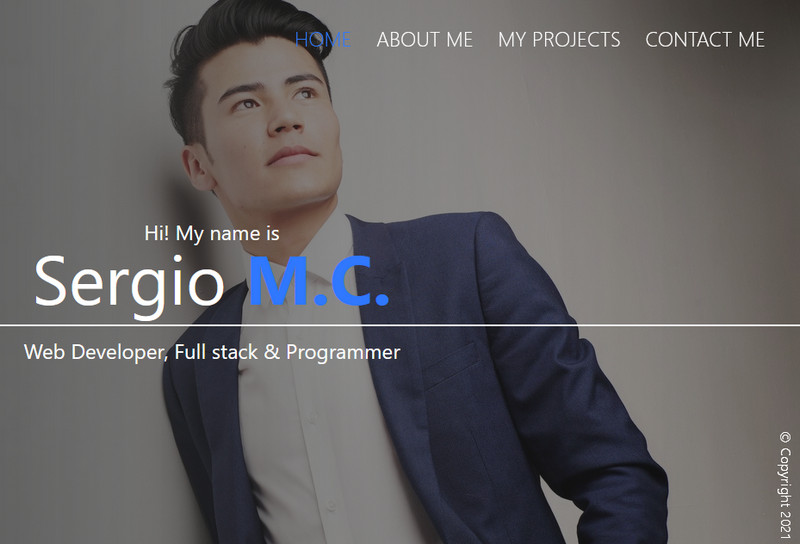 HOME ABOUT ME MY PROJECTS CONTACT ME
Hi! My name is
Sergio M.C.
Web Developer, Full stack & Programmer
© Copyright 2021